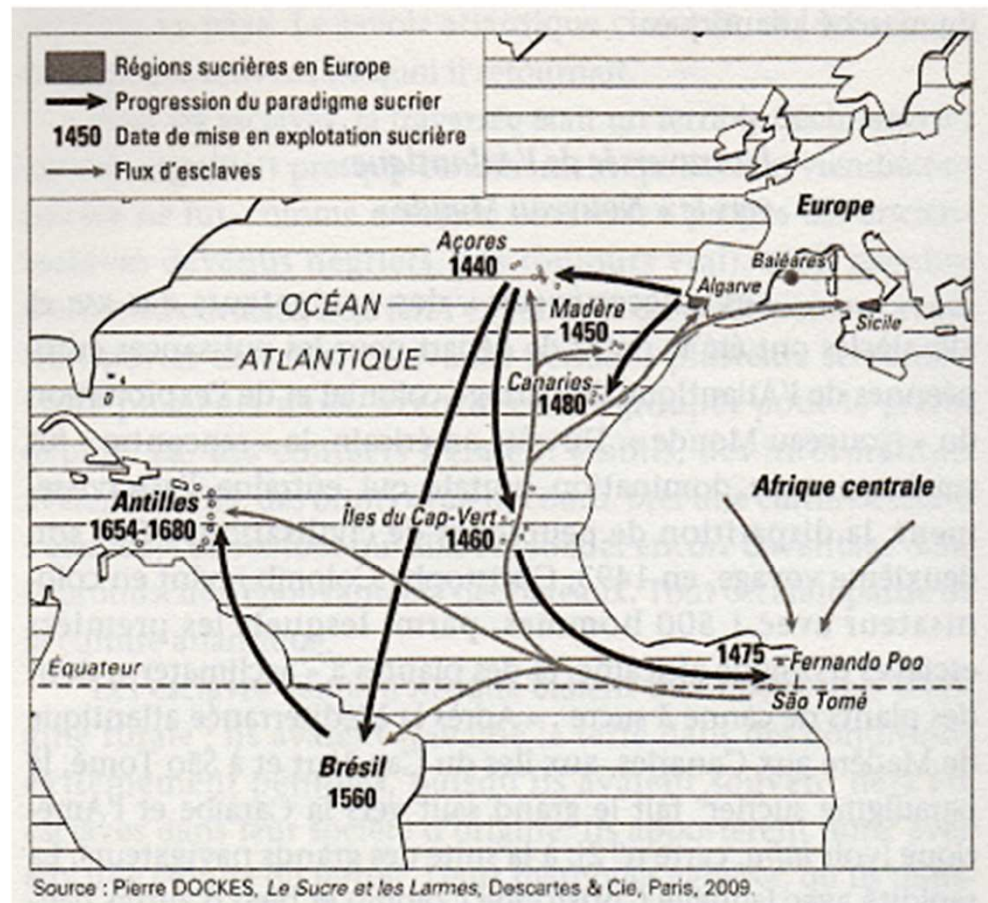 Régions sucrières en Europe
Progression du paradigme sucrier
1450 Date de mise en explotation sucrière
Flux d'esclaves
Europe
Açores
1440
Baléares
Algarve
OCÉAN
Madère
1450
Sicile
ATLANTIQUE
Canaries
1480
Afrique centrale
Antilles
1654-1680
Îles du Cap-Vert
1460
1475
Fernando Poo
Équateur
São Tomé
Brésil
1560
Source : Pierre DOCKES, Le Sucre et les Larmes, Descartes & Cie, Paris, 2009.